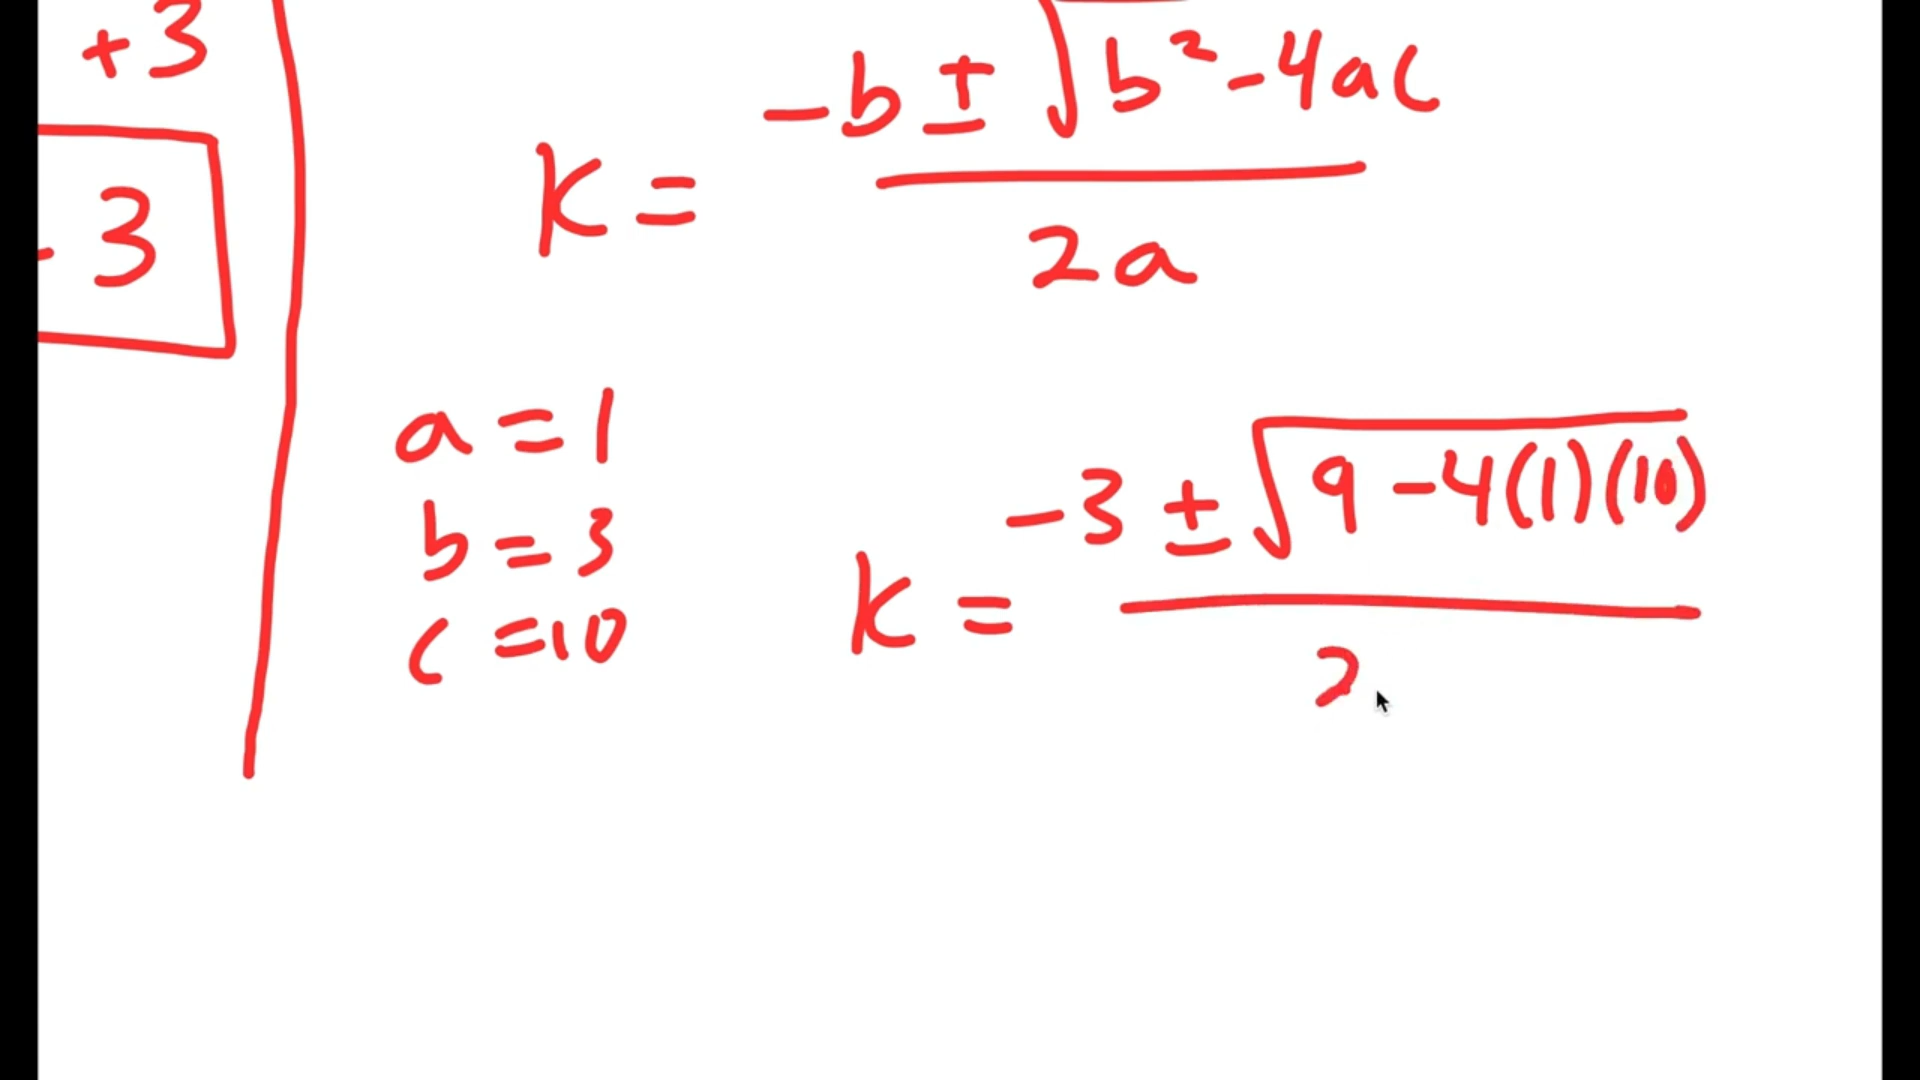 +3
- 3
k = (-b ± √(b² - 4ac)) / 2a
a = 1
b = 3
c = 10
k = (-3 ± √(9 - 4(1)(10))) / 2